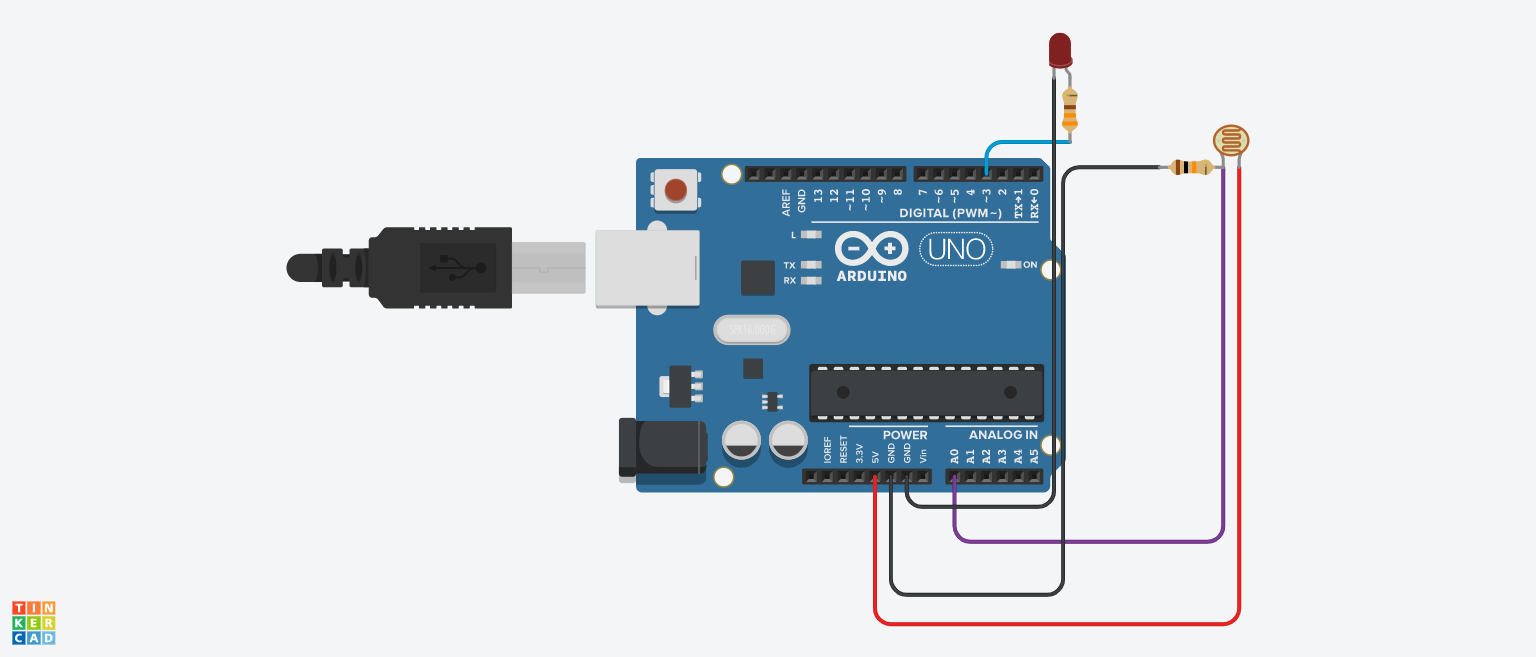 AREF
GND
13
12
~11
~10
~9
8
7
~6
~5
4
~3
2
TX→1
RX←0
DIGITAL (PWM~)
L
TX
RX
ARDUINO
UNO
ON
POWER
ANALOG IN
IOREF
RESET
3.3V
5V
GND
GND
Vin
A0
A1
A2
A3
A4
A5
TIN
KER
CAD